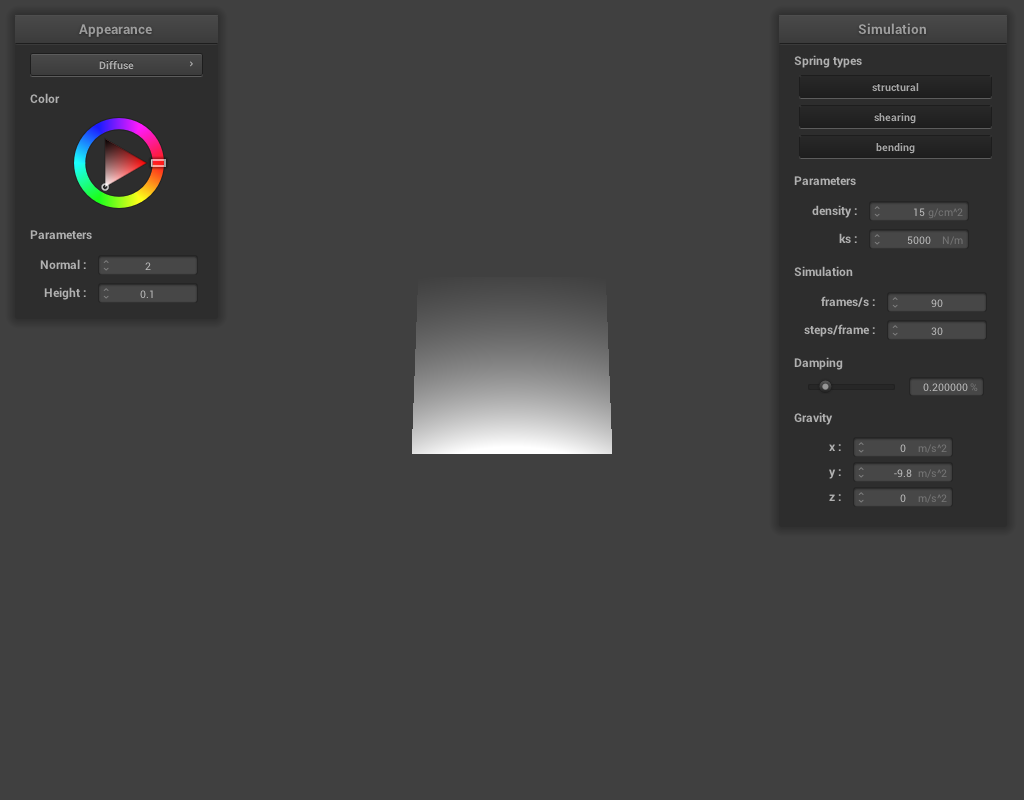 Appearance
Diffuse
Color
Parameters
Normal : 2
Height : 0.1
Simulation
Spring types
structural
shearing
bending
Parameters
density : 15 g/cm^2
ks : 5000 N/m
Simulation
frames/s : 90
steps/frame : 30
Damping
0.200000 %
Gravity
x : 0 m/s^2
y : -9.8 m/s^2
z : 0 m/s^2